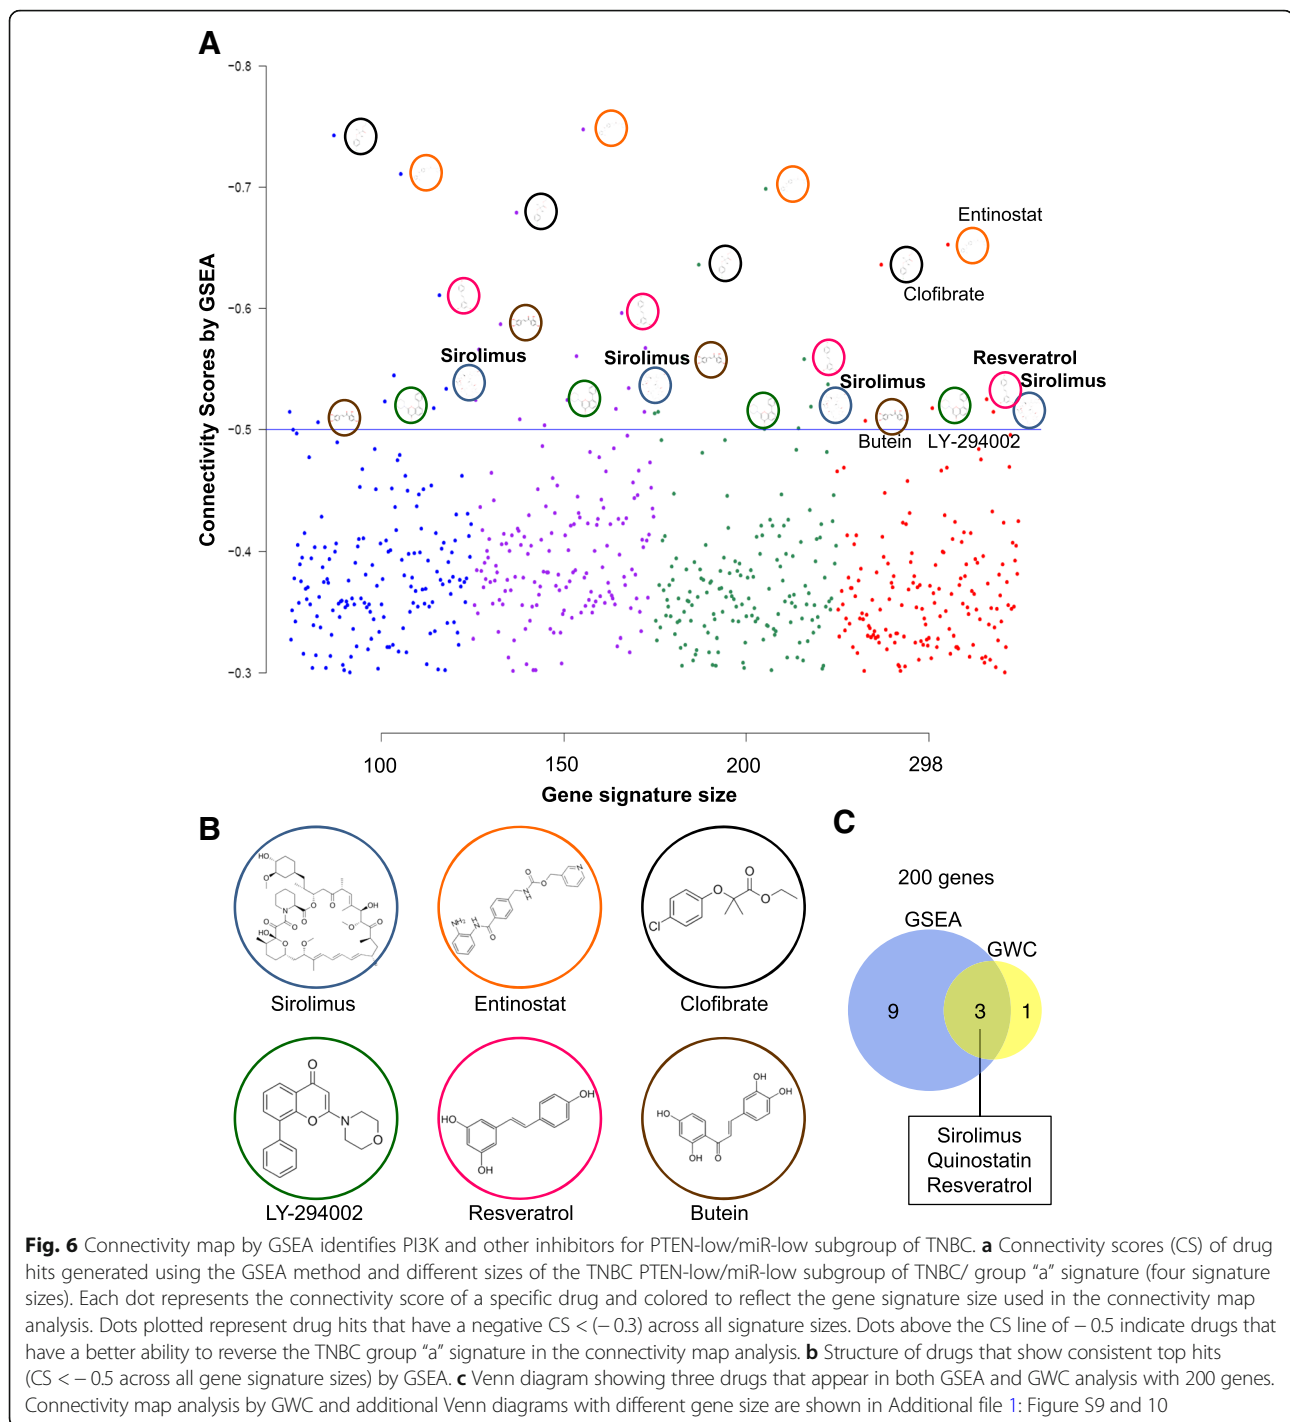 A
−0.8
−0.7
−0.6
−0.5
−0.4
−0.3
Connectivity Scores by GSEA
Entinostat
Clofibrate
Sirolimus
Sirolimus
Sirolimus
Resveratrol
Sirolimus
Butein
LY-294002
100
150
200
298
Gene signature size
B
Sirolimus
Entinostat
Clofibrate
LY-294002
Resveratrol
Butein
C
200 genes
GSEA
GWC
9
3
1
Sirolimus
Quinostatin
Resveratrol
Fig. 6 Connectivity map by GSEA identifies PI3K and other inhibitors for PTEN-low/miR-low subgroup of TNBC. a Connectivity scores (CS) of drug
hits generated using the GSEA method and different sizes of the TNBC PTEN-low/miR-low subgroup of TNBC/ group “a” signature (four signature
sizes). Each dot represents the connectivity score of a specific drug and colored to reflect the gene signature size used in the connectivity map
analysis. Dots plotted represent drug hits that have a negative CS < (− 0.3) across all signature sizes. Dots above the CS line of − 0.5 indicate drugs that
have a better ability to reverse the TNBC group “a” signature in the connectivity map analysis. b Structure of drugs that show consistent top hits
(CS < − 0.5 across all gene signature sizes) by GSEA. c Venn diagram showing three drugs that appear in both GSEA and GWC analysis with 200 genes.
Connectivity map analysis by GWC and additional Venn diagrams with different gene size are shown in Additional file 1: Figure S9 and 10